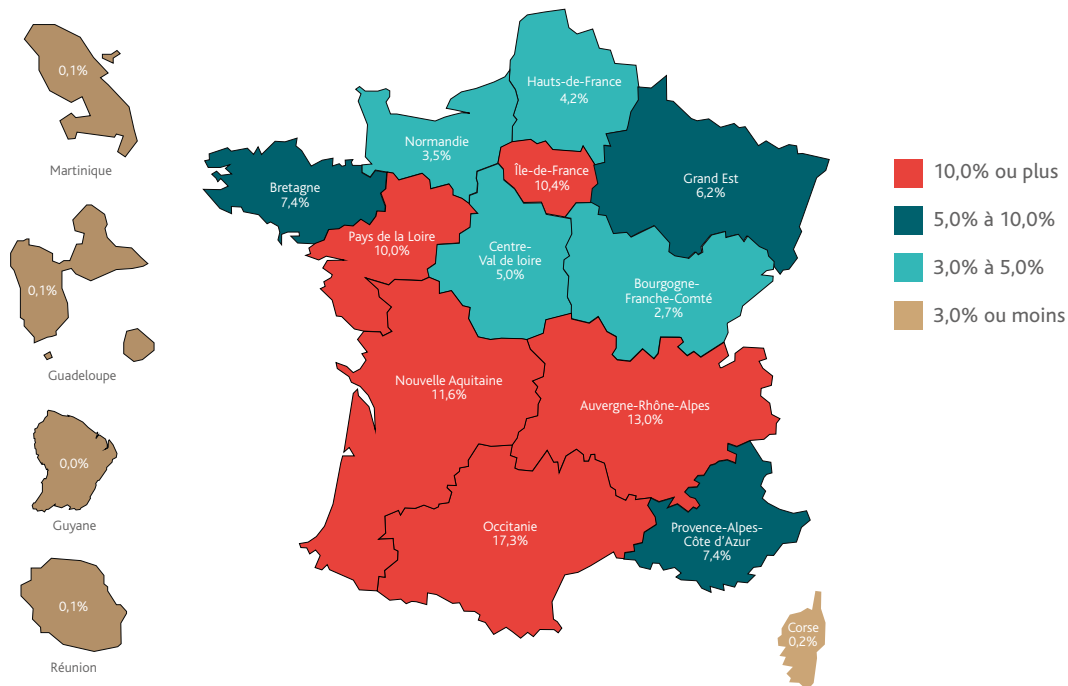 0,1%
Martinique
0,1%
Guadeloupe
0,0%
Guyane
0,1%
Réunion
Hauts-de-France
4,2%
Normandie
3,5%
Île-de-France
10,4%
Grand Est
6,2%
Bretagne
7,4%
Pays de la Loire
10,0%
Centre-
Val de loire
5,0%
Bourgogne-
Franche-Comté
2,7%
Nouvelle Aquitaine
11,6%
Auvergne-Rhône-Alpes
13,0%
Occitanie
17,3%
Provence-Alpes-
Côte d'Azur
7,4%
Corse
0,2%
10,0% ou plus
5,0% à 10,0%
3,0% à 5,0%
3,0% ou moins